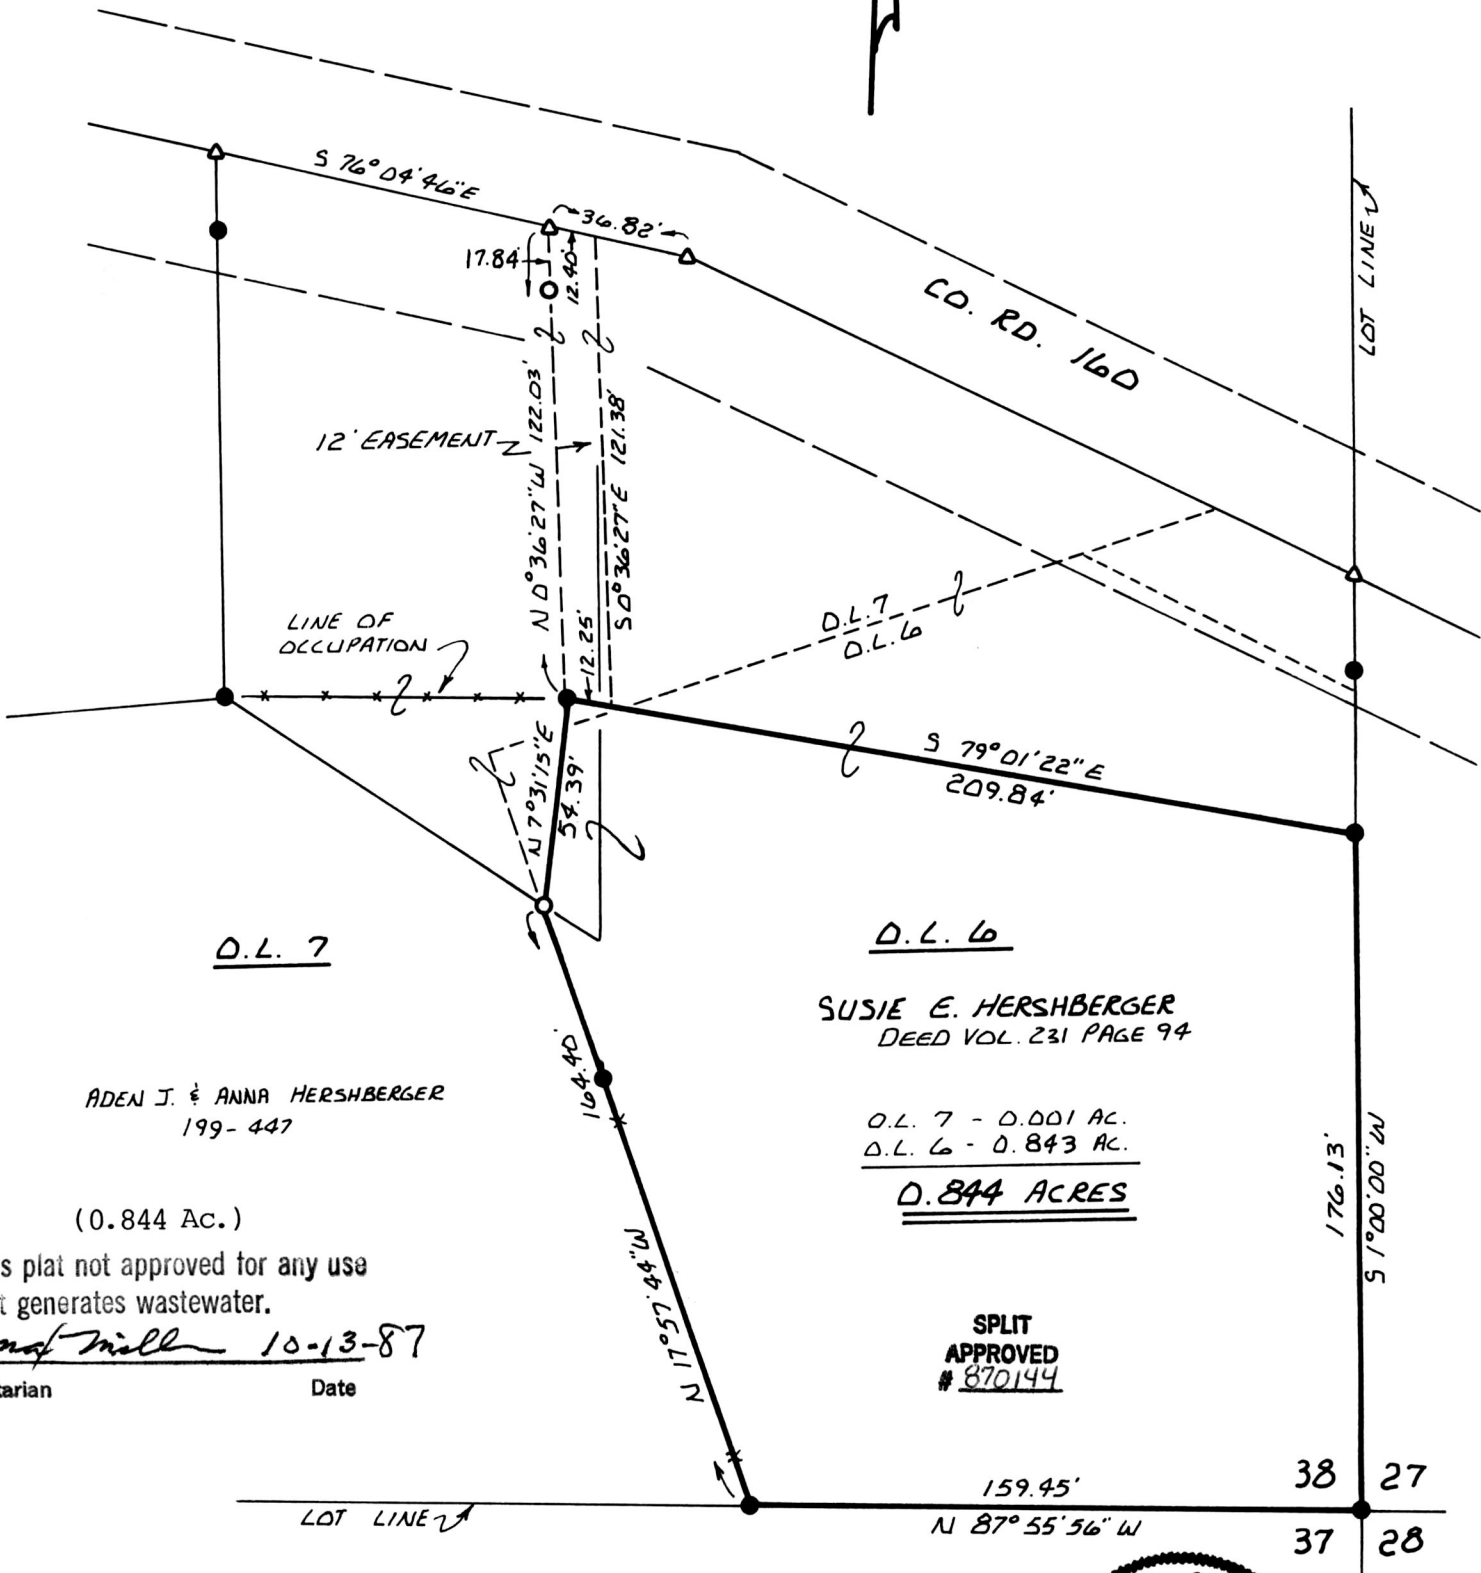 S 76° 04' 46" E
36.82'
17.84'
12.40'
CO. RD. 160
LOT LINE
12' EASEMENT
N 0° 36' 27" W 122.03'
S 0° 36' 27" E 121.38'
12.25'
LINE OF
OCCUPATION
O.L. 7
O.L. 6
N 7° 31' 15" E
54.39'
S 79° 01' 22" E
209.84'
O.L. 7
O.L. 6
SUSIE E. HERSHBERGER
DEED VOL. 231 PAGE 94
164.40'
ADEN J. & ANNA HERSHBERGER
199-447
O.L. 7 - 0.001 AC.
O.L. 6 - 0.843 AC.
0.844 ACRES
176.13'
S 1° 00' 00" W
(0.844 Ac.)
s plat not approved for any use
t generates wastewater.
Miller 10-13-87
tarian Date
N 17° 57' 44" W
SPLIT
APPROVED
# 870144
159.45'
N 87° 55' 56" W
38 27
37 28
LOT LINE